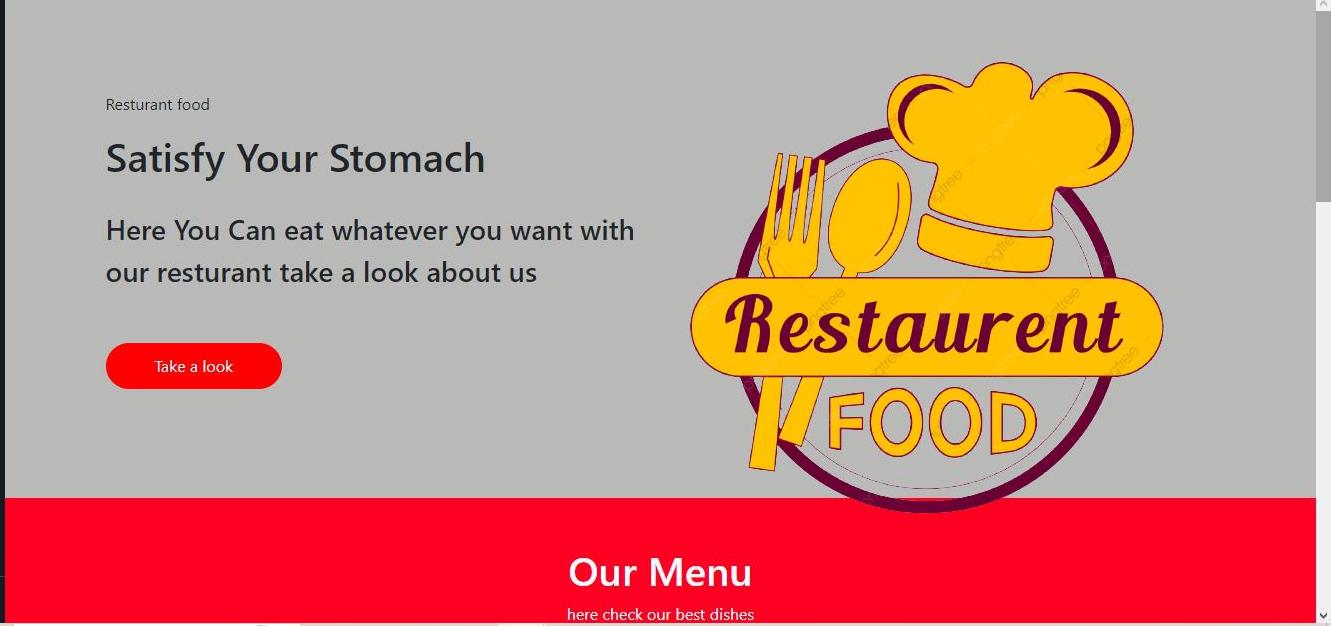 Resturant food
Satisfy Your Stomach
Here You Can eat whatever you want with
our resturant take a look about us
Take a look
Restaurent
FOOD
Our Menu
here check our best dishes